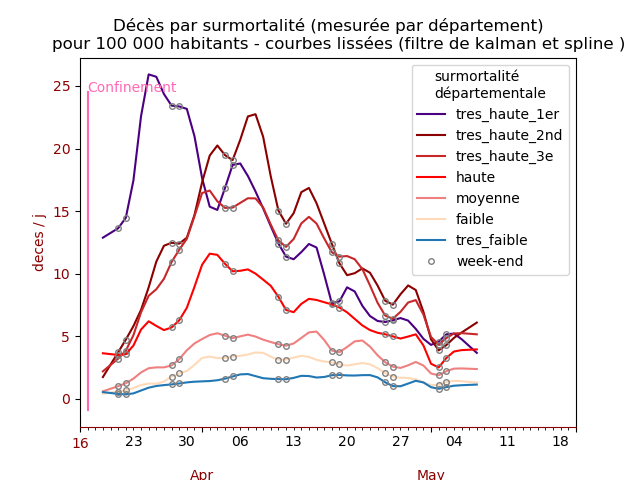 Décès par surmortalité (mesurée par département)
pour 100 000 habitants - courbes lissées (filtre de kalman et spline )
Confinement
surmortalité
départementale
tres_haute_1er
tres_haute_2nd
tres_haute_3e
haute
moyenne
faible
tres_faible
week-end
deces / j
25
20
15
10
5
0
16 23 30 06 13 20 27 04 11 18
Apr May